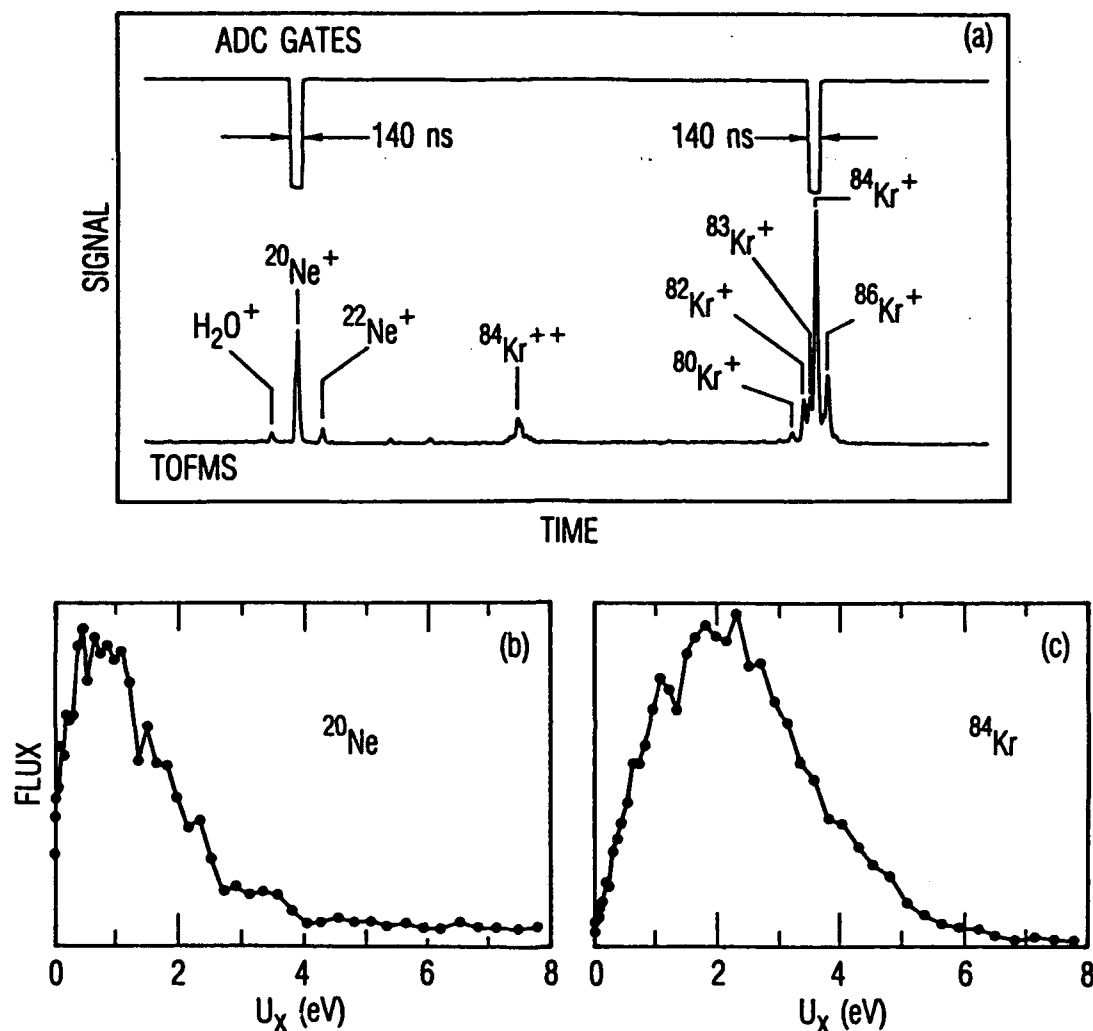 ADC GATES
(a)
140 ns
140 ns
SIGNAL
H₂O⁺
²⁰Ne⁺
²²Ne⁺
⁸⁴Kr⁺⁺
⁸⁰Kr⁺
⁸²Kr⁺
⁸³Kr⁺
⁸⁴Kr⁺
⁸⁶Kr⁺
TOFMS
TIME
(b)
²⁰Ne
FLUX
0 2 4 6 8
Uₓ (eV)
(c)
⁸⁴Kr
0 2 4 6 8
Uₓ (eV)